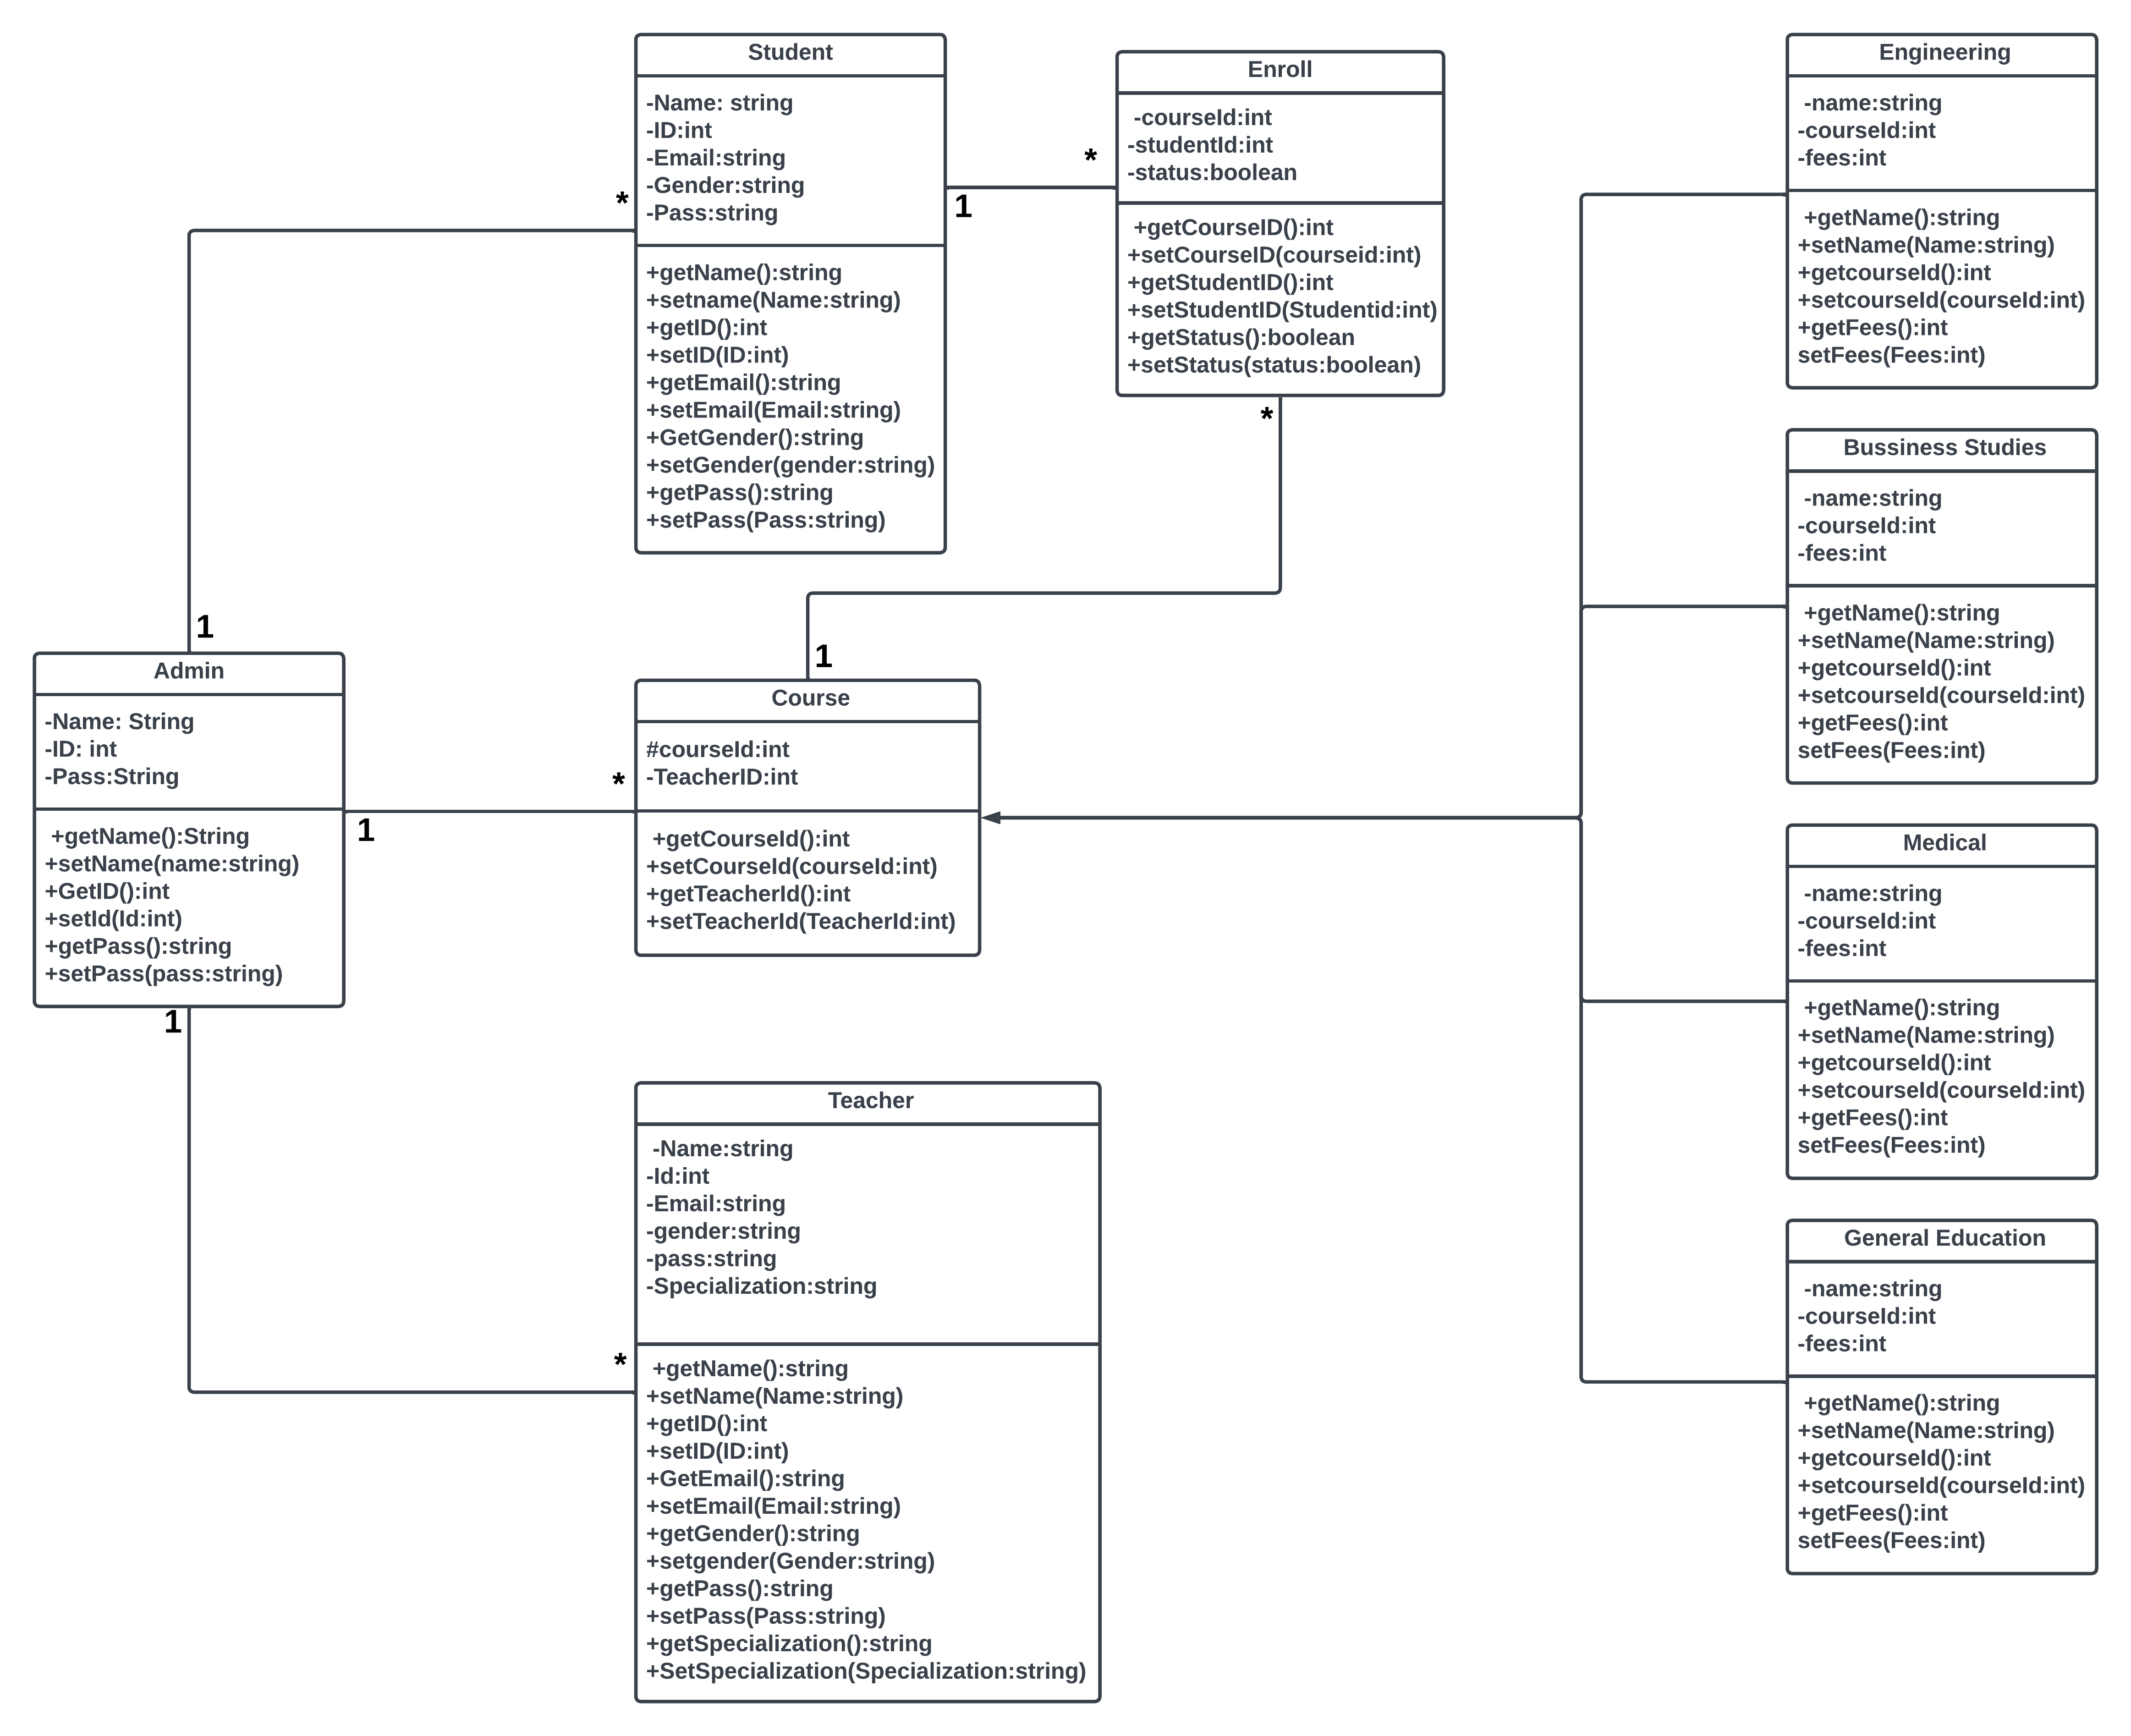 Student
-Name: string
-ID:int
-Email:string
-Gender:string
-Pass:string
+getName():string
+setname(Name:string)
+getID():int
+setID(ID:int)
+getEmail():string
+setEmail(Email:string)
+GetGender():string
+setGender(gender:string)
+getPass():string
+setPass(Pass:string)
*
1
1
*
Enroll
-courseId:int
-studentId:int
-status:boolean
+getCourseID():int
+setCourseID(courseid:int)
+getStudentID():int
+setStudentID(Studentid:int)
+getStatus():boolean
+setStatus(status:boolean)
*
1
Engineering
-name:string
-courseId:int
-fees:int
+getName():string
+setName(Name:string)
+getcourseId():int
+setcourseId(courseId:int)
+getFees():int
setFees(Fees:int)
Bussiness Studies
-name:string
-courseId:int
-fees:int
+getName():string
+setName(Name:string)
+getcourseId():int
+setcourseId(courseId:int)
+getFees():int
setFees(Fees:int)
Admin
-Name: String
-ID: int
-Pass:String
+getName():String
+setName(name:string)
+GetID():int
+setId(Id:int)
+getPass():string
+setPass(pass:string)
1
*
Course
#courseId:int
-TeacherID:int
+getCourseId():int
+setCourseId(courseId:int)
+getTeacherId():int
+setTeacherId(TeacherId:int)
Medical
-name:string
-courseId:int
-fees:int
+getName():string
+setName(Name:string)
+getcourseId():int
+setcourseId(courseId:int)
+getFees():int
setFees(Fees:int)
1
*
Teacher
-Name:string
-Id:int
-Email:string
-gender:string
-pass:string
-Specialization:string
+getName():string
+setName(Name:string)
+getID():int
+setID(ID:int)
+GetEmail():string
+setEmail(Email:string)
+getGender():string
+setgender(Gender:string)
+getPass():string
+setPass(Pass:string)
+getSpecialization():string
+SetSpecialization(Specialization:string)
General Education
-name:string
-courseId:int
-fees:int
+getName():string
+setName(Name:string)
+getcourseId():int
+setcourseId(courseId:int)
+getFees():int
setFees(Fees:int)